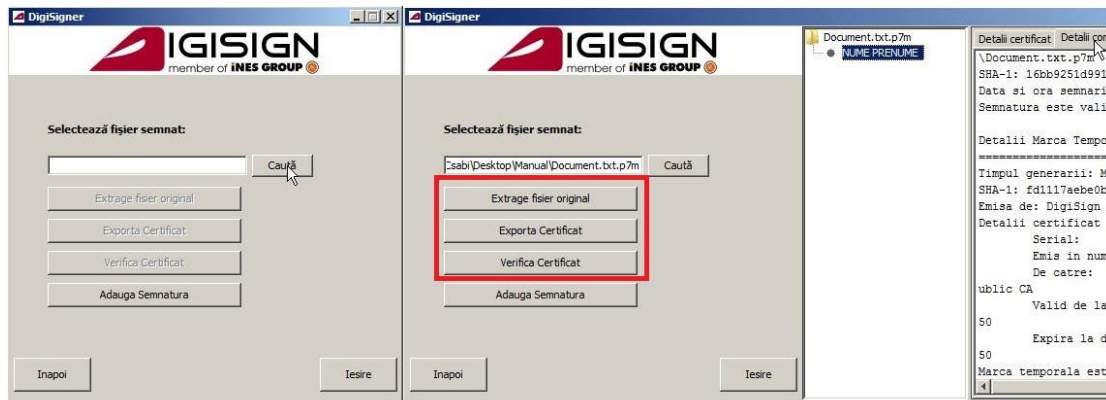 DigiSigner
IGISIGN
member of iNES GROUP
Selectează fişier semnat:
Caută
Extrage fisier original
Exporta Certificat
Verifica Certificat
Adauga Semnatura
Inapoi
Iesire
DigiSigner
IGISIGN
member of iNES GROUP
Selectează fişier semnat:
Csabi\Desktop\Manual\Document.txt.p7m
Caută
Extrage fisier original
Exporta Certificat
Verifica Certificat
Adauga Semnatura
Inapoi
Iesire
Document.txt.p7m
NUME PRENUME
Detalii certificat
Detalii
\Document.txt.p7m
SHA-1: 16bb9251d991
Data si ora semnari
Semnatura este vali
Detalii Marca Tempo
===================
Timpul generarii: M
SHA-1: fd1117aebe0b
Emisa de: DigiSign
Detalii certificat
Serial:
Emis in num
De catre:
ublic CA
Valid de la
50
Expira la d
50
Marca temporala est